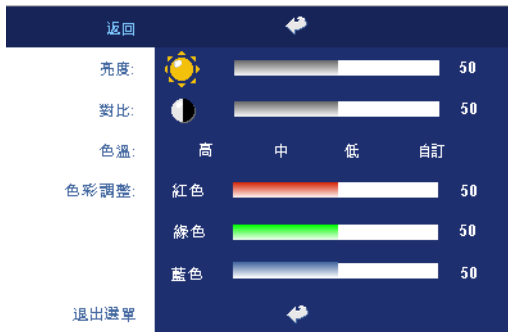 返回
亮度: 50
對比: 50
色溫: 高 中 低 自訂
色彩調整: 紅色 50
綠色 50
藍色 50
退出選單